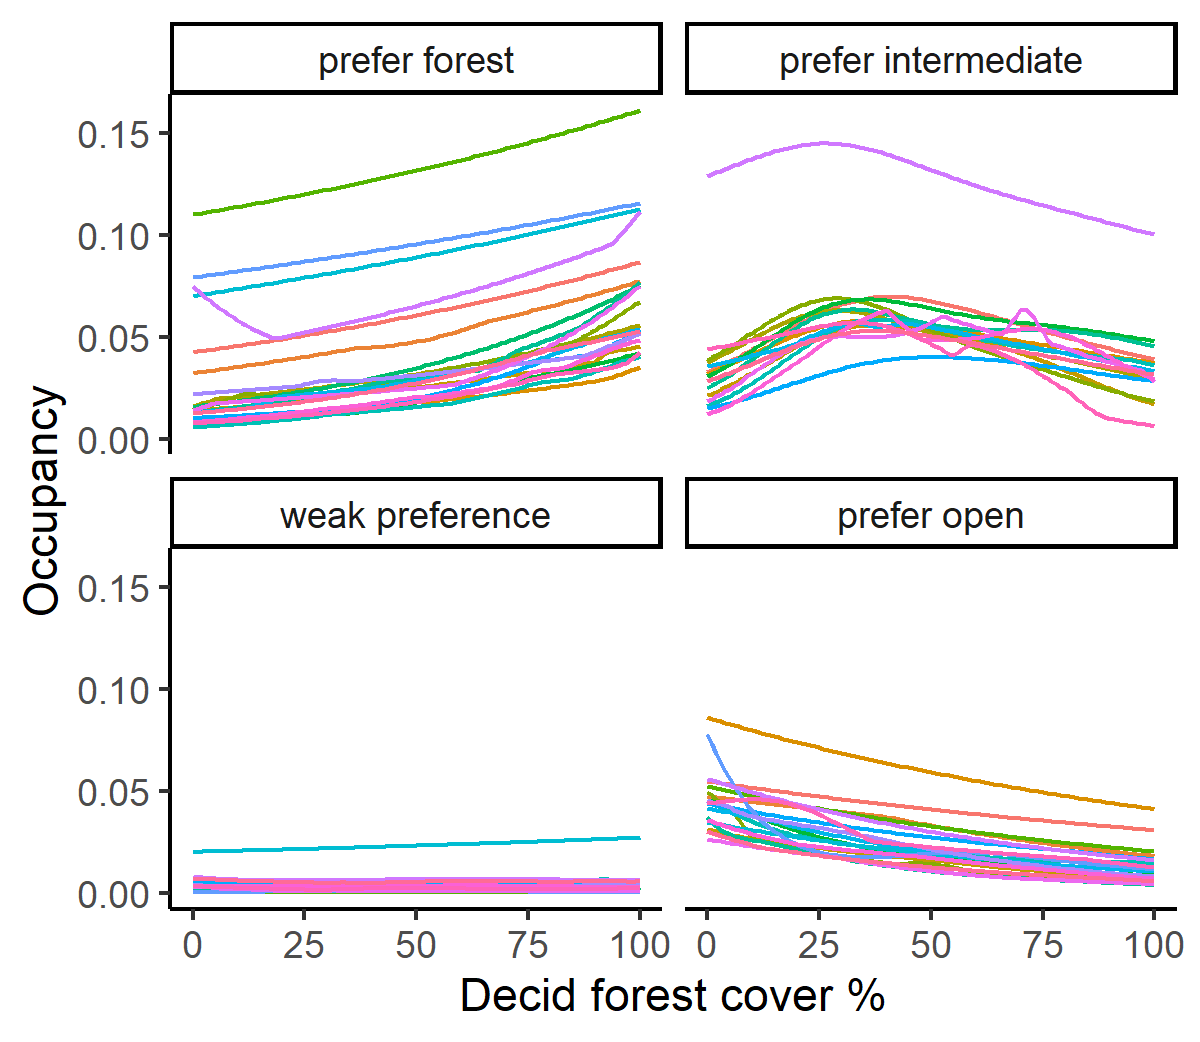 prefer forest
prefer intermediate
0.15
0.10
0.05
0.00
weak preference
prefer open
Occupancy
0.15
0.10
0.05
0.00
0 25 50 75 100
0 25 50 75 100
Decid forest cover %